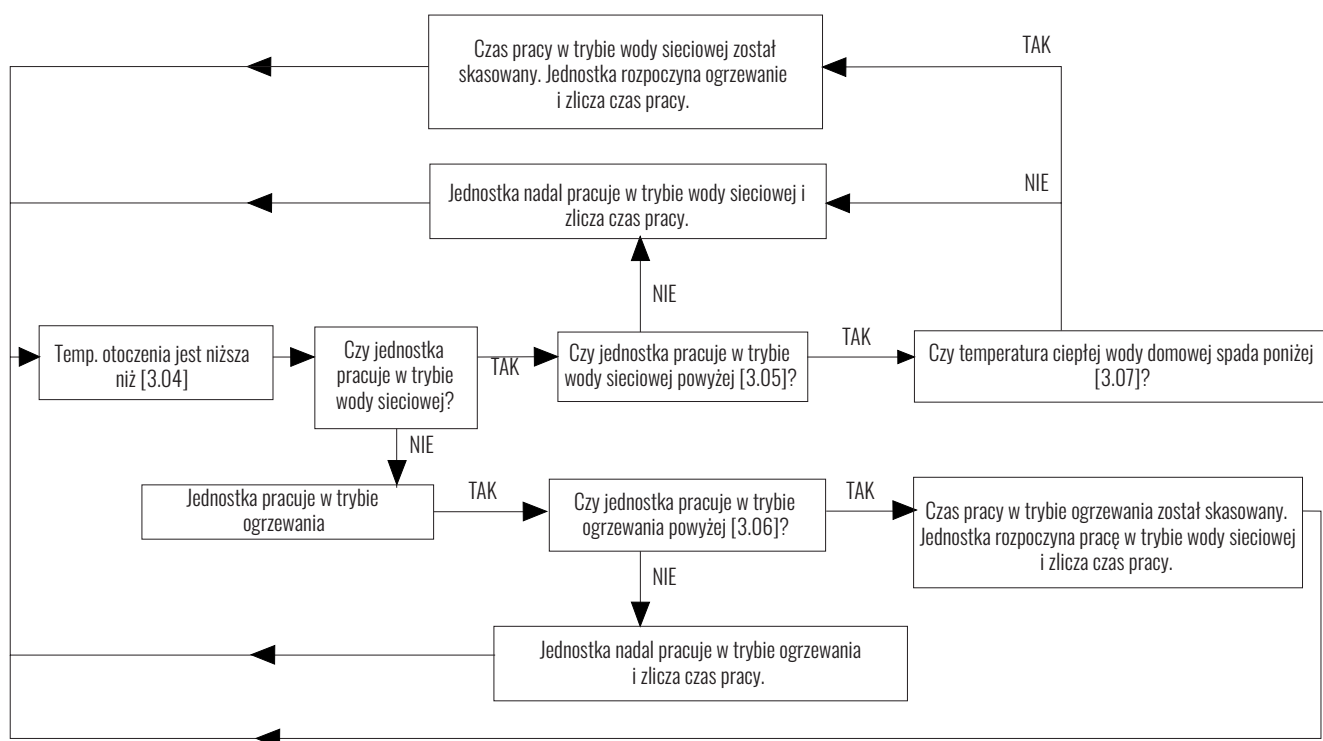 Czas pracy w trybie wody sieciowej został
skasowany. Jednostka rozpoczyna ogrzewanie
i zlicza czas pracy.
TAK
Jednostka nadal pracuje w trybie wody sieciowej i
zlicza czas pracy.
NIE
NIE
Temp. otoczenia jest niższa
niż [3.04]
Czy jednostka
pracuje w trybie
wody sieciowej?
TAK
Czy jednostka pracuje w trybie
wody sieciowej powyżej [3.05]?
TAK
Czy temperatura ciepłej wody domowej spada poniżej
[3.07]?
NIE
Jednostka pracuje w trybie
ogrzewania
TAK
Czy jednostka pracuje w trybie
ogrzewania powyżej [3.06]?
TAK
Czas pracy w trybie ogrzewania został skasowany.
Jednostka rozpoczyna pracę w trybie wody sieciowej
i zlicza czas pracy.
NIE
Jednostka nadal pracuje w trybie ogrzewania
i zlicza czas pracy.